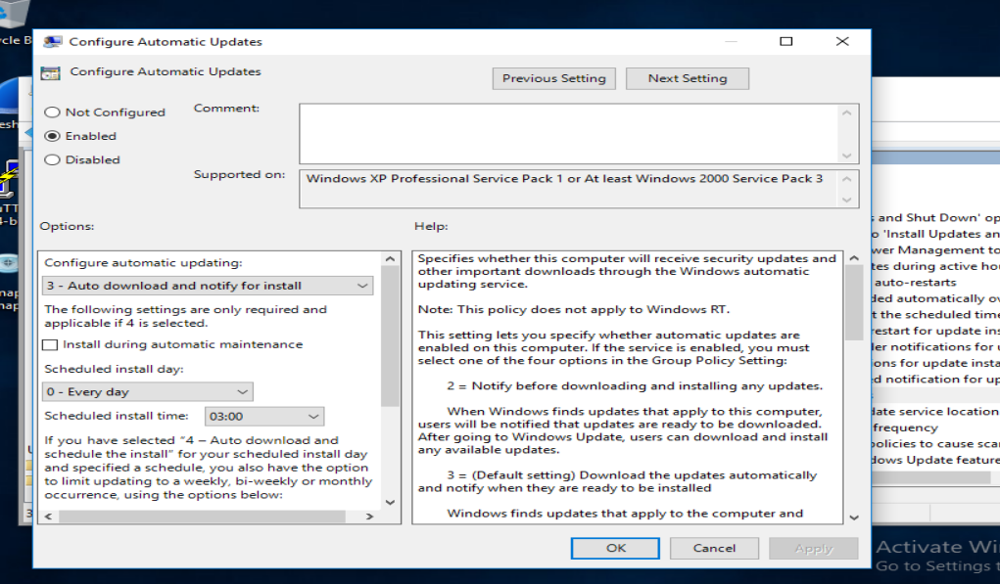 Configure Automatic Updates
Configure Automatic Updates
Previous Setting
Next Setting
Not Configured
Enabled
Disabled
Comment:
Supported on:
Windows XP Professional Service Pack 1 or At least Windows 2000 Service Pack 3
Options:
Help:
Configure automatic updating:
3 - Auto download and notify for install
The following settings are only required and
applicable if 4 is selected.
Install during automatic maintenance
Scheduled install day:
0 - Every day
Scheduled install time:
03:00
If you have selected “4 – Auto download and
schedule the install” for your scheduled install day
and specified a schedule, you also have the option
to limit updating to a weekly, bi-weekly or monthly
occurrence, using the options below:
Specifies whether this computer will receive security updates and
other important downloads through the Windows automatic
updating service.
Note: This policy does not apply to Windows RT.
This setting lets you specify whether automatic updates are
enabled on this computer. If the service is enabled, you must
select one of the four options in the Group Policy Setting:
2 = Notify before downloading and installing any updates.
When Windows finds updates that apply to this computer,
users will be notified that updates are ready to be downloaded.
After going to Windows Update, users can download and install
any available updates.
3 = (Default setting) Download the updates automatically
and notify when they are ready to be installed
Windows finds updates that apply to the computer and
OK
Cancel
Apply
and Shut Down' op
'Install Updates an
wer Management to
tes during active hou
auto-restarts
ded automatically ov
t the scheduled time
estart for update ins
er notifications for u
ons for update insta
d notification for up
date service location
frequency
policies to cause scan
dows Update feature
Activate Wi
Go to Settings t